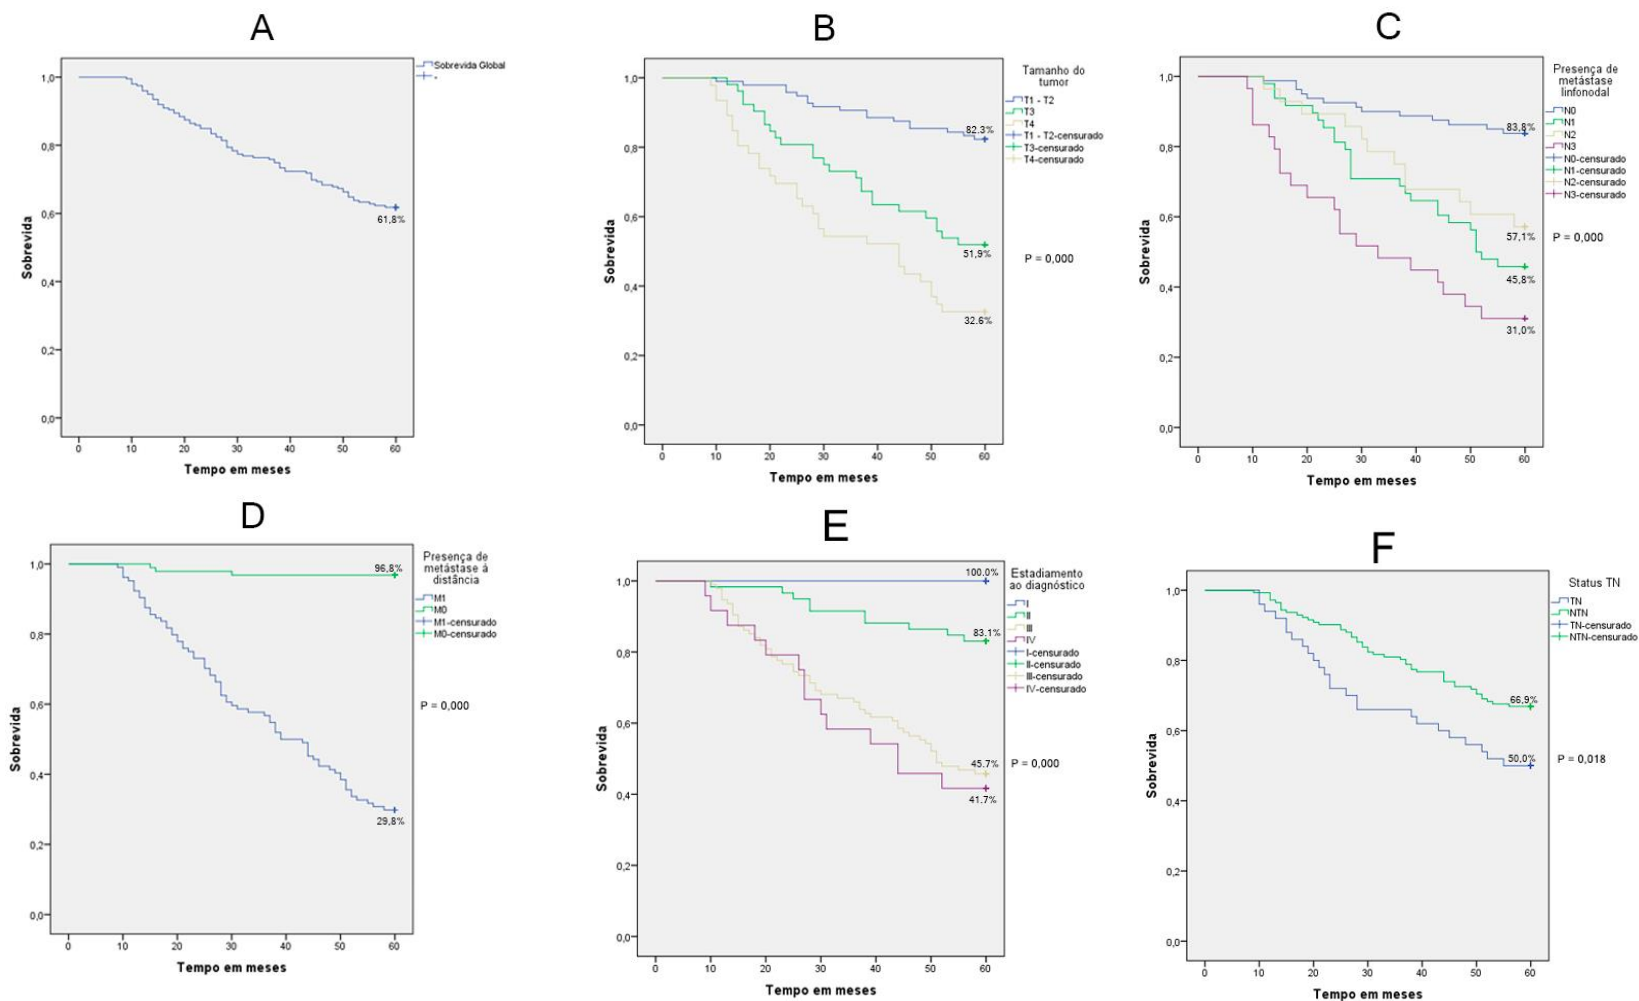 A
Sobrevida
1,0
0,8
0,6
0,4
0,2
0,0
61,8%
0 10 20 30 40 50 60
Tempo em meses
Sobrevida Global
B
Sobrevida
1,0
0,8
0,6
0,4
0,2
0,0
82.3%
51,9%
32.6%
0 10 20 30 40 50 60
Tempo em meses
Tamanho do
tumor
T1 - T2
T3
T4
T1 - T2-censurado
T3-censurado
T4-censurado
P = 0,000
C
Sobrevida
1,0
0,8
0,6
0,4
0,2
0,0
83,8%
57,1%
45,8%
31,0%
0 10 20 30 40 50 60
Tempo em meses
Presença de
metástase
linfonodal
N0
N1
N2
N3
N0-censurado
N1-censurado
N2-censurado
N3-censurado
P = 0,000
D
Sobrevida
1,0
0,8
0,6
0,4
0,2
0,0
96,8%
29,8%
0 10 20 30 40 50 60
Tempo em meses
Presença de
metástase à
distância
M1
M0
M1-censurado
M0-censurado
P = 0,000
E
Sobrevida
1,0
0,8
0,6
0,4
0,2
0,0
100.0%
83.1%
45.7%
41.7%
0 10 20 30 40 50 60
Tempo em meses
Estadiamento
ao diagnóstico
I
II
III
IV
I-censurado
II-censurado
III-censurado
IV-censurado
P = 0,000
F
Sobrevida
1,0
0,8
0,6
0,4
0,2
0,0
66,9%
50,0%
0 10 20 30 40 50 60
Tempo em meses
Status TN
TN
NTN
TN-censurado
NTN-censurado
P = 0,018